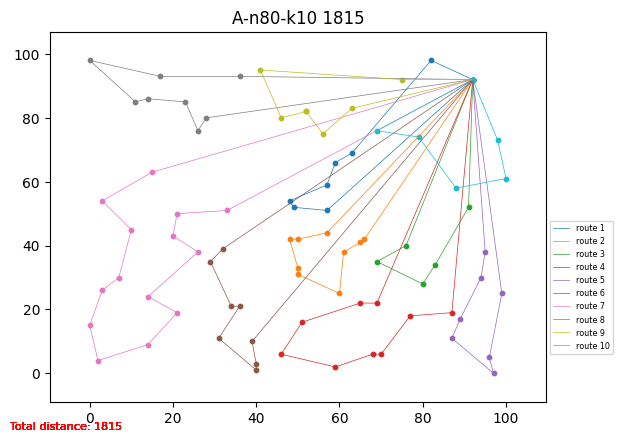 A-n80-k10 1815
100
80
60
40
20
0
0 20 40 60 80 100
route 1
route 2
route 3
route 4
route 5
route 6
route 7
route 8
route 9
route 10
Total distance: 1815